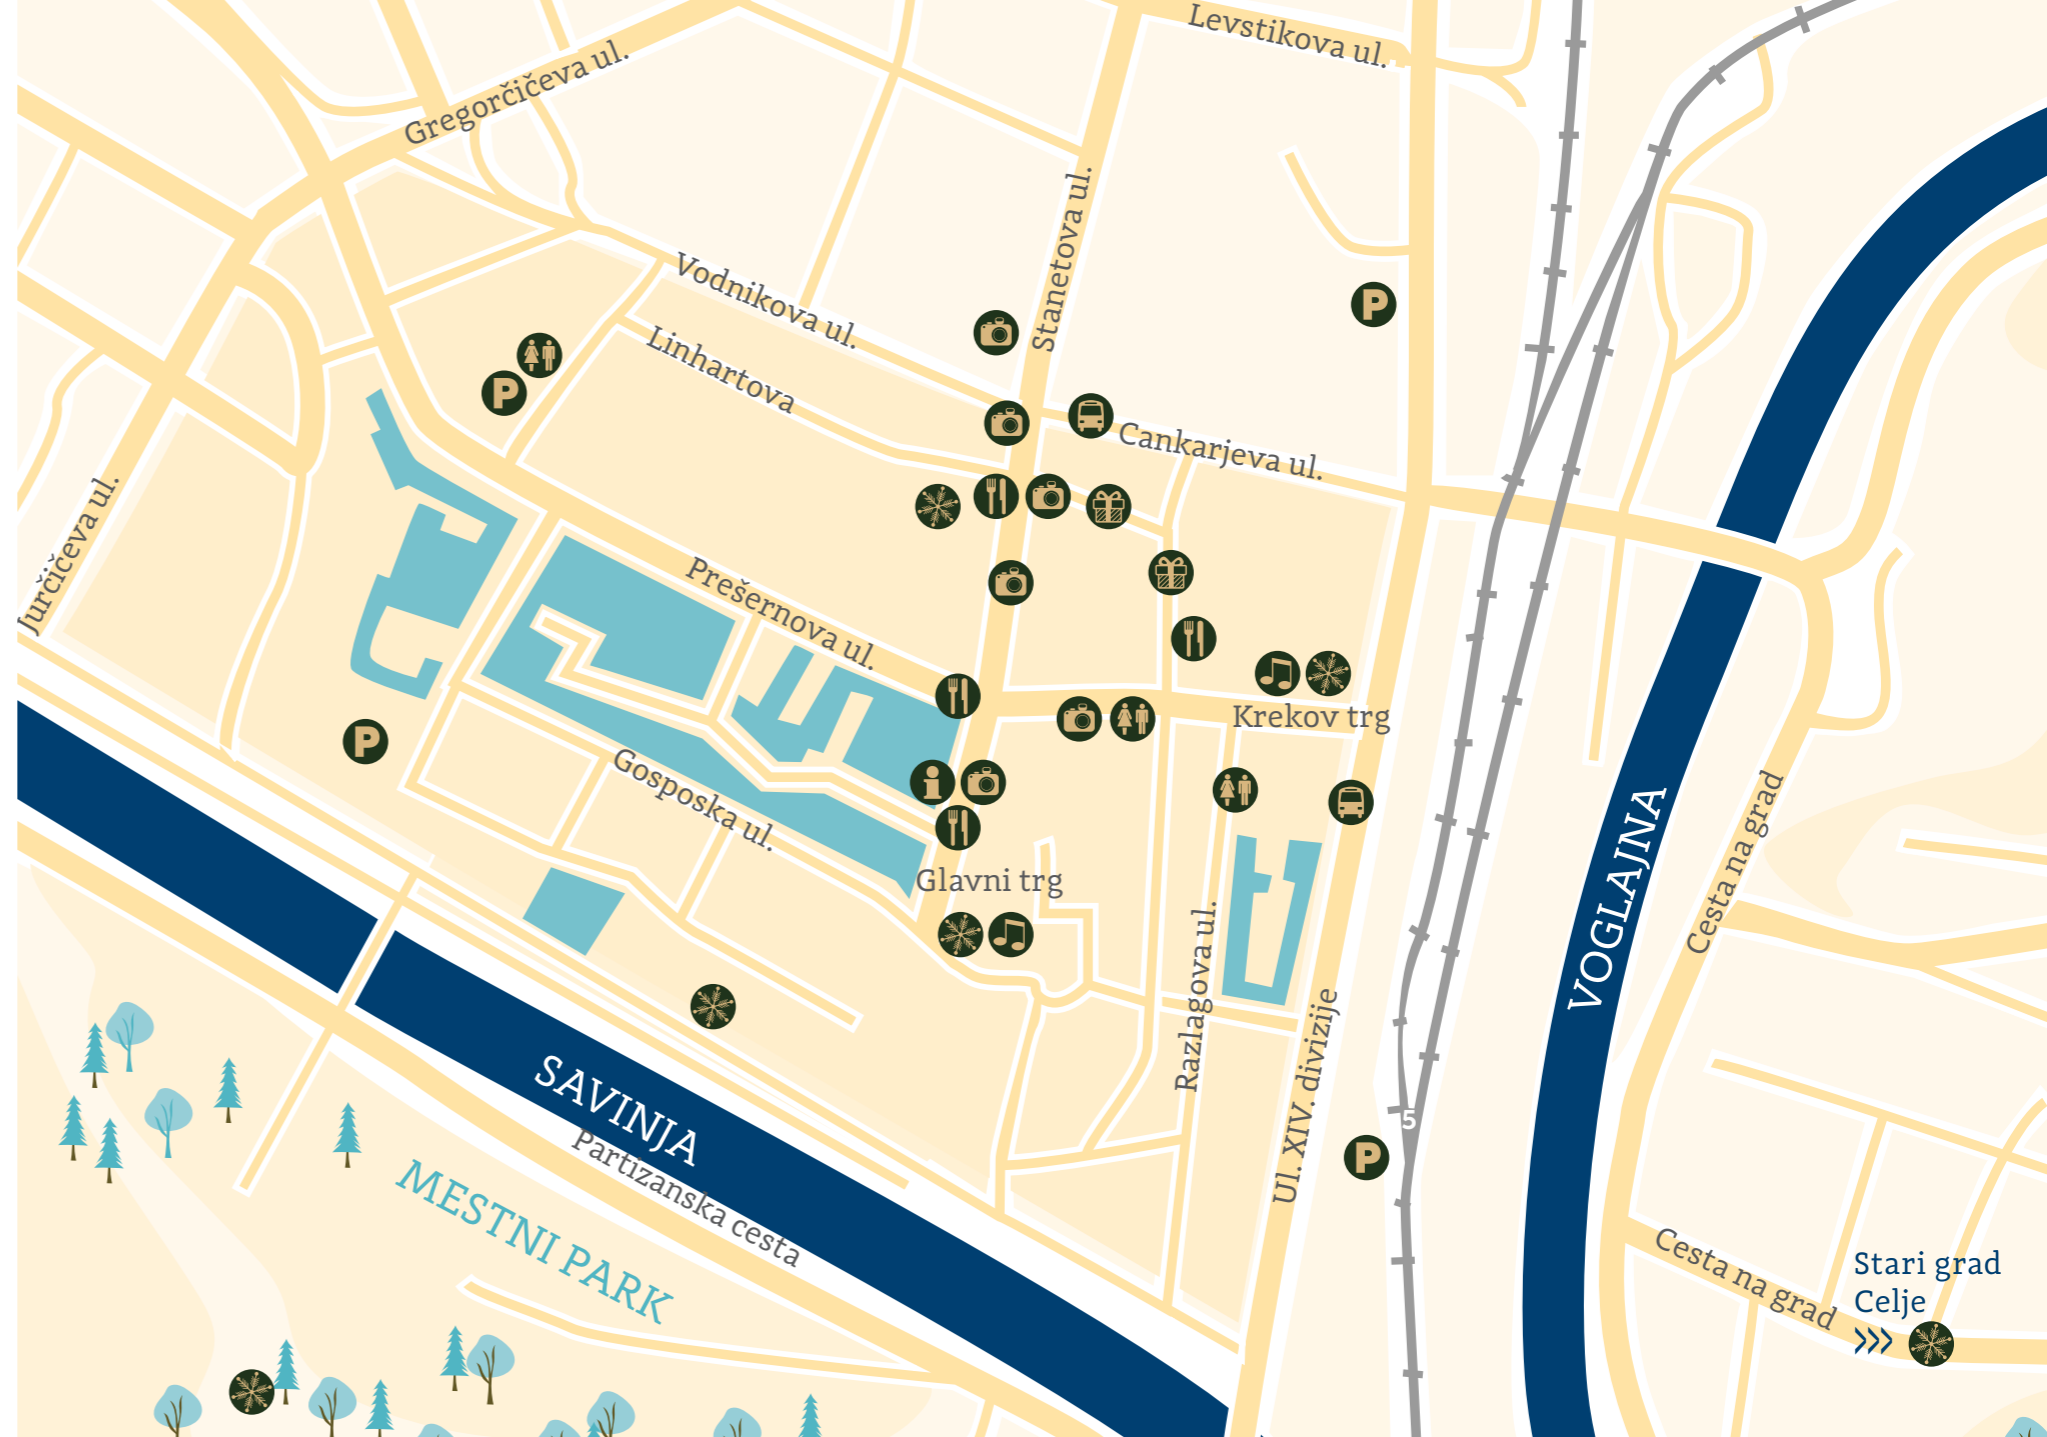 Levstikova ul.
Gregorčičeva ul.
Stanetova ul.
Vodnikova ul.
P
Linhartova
P
Cankarjeva ul.
Jurčičeva ul.
Prešernova ul.
Krekov trg
P
Gosposka ul.
i
Glavni trg
VOGLAJNA
Cesta na grad
Razlagova ul.
Ul. XIV. divizije
SAVINJA
Partizanska cesta
5
P
MESTNI PARK
Cesta na grad
Stari grad
Celje
>>>